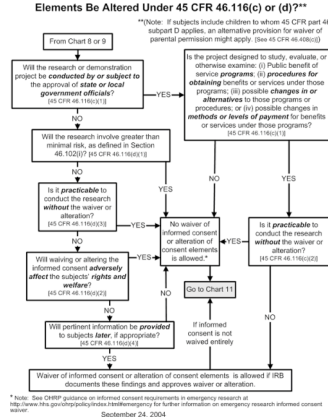 Elements Be Altered Under 45 CFR 46.116(c) or (d)?**
**(Note: If subjects include children to whom 45 CFR part 46
subpart D applies, an alternative provision for waiver of
parental permission might apply. [See 45 CFR 46.408(c)]
From Chart 8 or 9
Will the research or demonstration
project be conducted by or subject to
the approval of state or local
government officials?
[45 CFR 46.116(c)(1)]
YES
Is the project designed to study, evaluate, or
otherwise examine: (i) Public benefit of
service programs; (ii) procedures for
obtaining benefits or services under those
programs; (iii) possible changes in or
alternatives to those programs or
procedures; or (iv) possible changes in
methods or levels of payment for benefits
or services under those programs?
[45 CFR 46.116(c)(1)]
NO
Will the research involve greater than
minimal risk, as defined in Section
46.102(i)? [45 CFR 46.116(d)(1)]
NO
YES
NO
YES
Is it practicable to
conduct the research
without the waiver or
alteration?
[45 CFR 46.116(d)(3)]
YES
No waiver of
informed consent
or alteration of
consent elements
is allowed.*
YES
Is it practicable to
conduct the research
without the waiver or
alteration?
[45 CFR 46.116(c)(2)]
NO
Will waiving or altering the
informed consent adversely
affect the subjects' rights and
welfare?
[45 CFR 46.116(d)(2)]
YES
Go to Chart 11
NO
NO
NO
Will pertinent information be provided
to subjects later, if appropriate?
[45 CFR 46.116(d)(4)]
If informed
consent is not
waived entirely
YES
Waiver of informed consent or alteration of consent elements is allowed if IRB
documents these findings and approves waiver or alteration.
* Note: See OHRP guidance on informed consent requirements in emergency research at
http://www.hhs.gov/ohrp/policy/index.html#emergency for further information on emergency research informed consent
waiver.
September 24, 2004